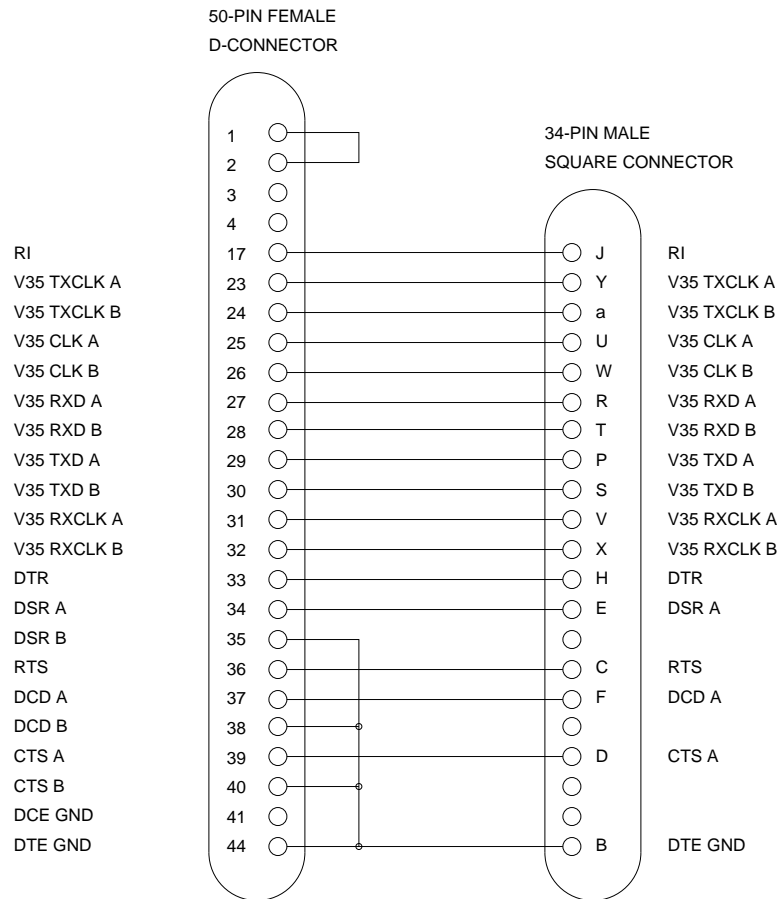 50-PIN FEMALE
D-CONNECTOR
34-PIN MALE
SQUARE CONNECTOR
1
2
3
4
RI 17 J RI
V35 TXCLK A 23 Y V35 TXCLK A
V35 TXCLK B 24 a V35 TXCLK B
V35 CLK A 25 U V35 CLK A
V35 CLK B 26 W V35 CLK B
V35 RXD A 27 R V35 RXD A
V35 RXD B 28 T V35 RXD B
V35 TXD A 29 P V35 TXD A
V35 TXD B 30 S V35 TXD B
V35 RXCLK A 31 V V35 RXCLK A
V35 RXCLK B 32 X V35 RXCLK B
DTR 33 H DTR
DSR A 34 E DSR A
DSR B 35
RTS 36 C RTS
DCD A 37 F DCD A
DCD B 38
CTS A 39 D CTS A
CTS B 40
DCE GND 41
DTE GND 44 B DTE GND